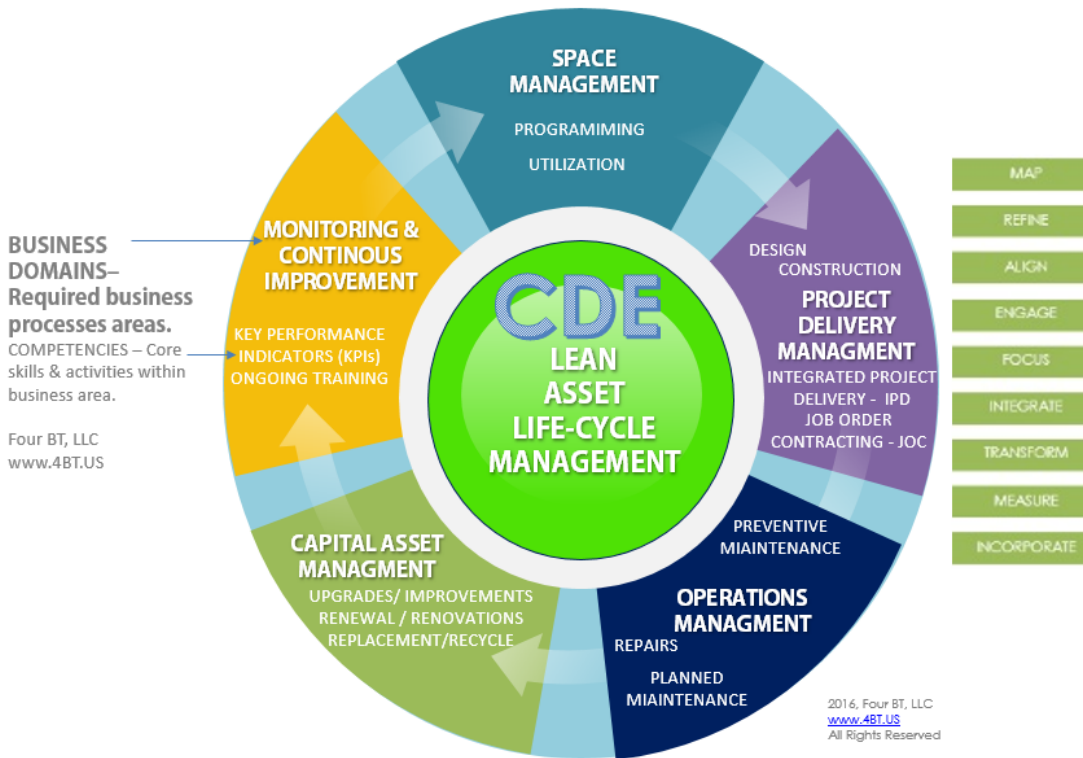 SPACE
MANAGEMENT
PROGRAMIMING
UTILIZATION
MONITORING &
CONTINOUS
IMPROVEMENT
KEY PERFORMANCE
INDICATORS (KPIs)
ONGOING TRAINING
BUSINESS
DOMAINS–
Required business
processes areas.
COMPETENCIES – Core
skills & activities within
business area.
Four BT, LLC
www.4BT.US
CDE
LEAN
ASSET
LIFE-CYCLE
MANAGEMENT
DESIGN
CONSTRUCTION
PROJECT
DELIVERY
MANAGMENT
INTEGRATED PROJECT
DELIVERY - IPD
JOB ORDER
CONTRACTING - JOC
PREVENTIVE
MIAINTENANCE
OPERATIONS
MANAGMENT
REPAIRS
PLANNED
MIAINTENANCE
CAPITAL ASSET
MANAGMENT
UPGRADES/ IMPROVEMENTS
RENEWAL / RENOVATIONS
REPLACEMENT/RECYCLE
MAP
REFINE
ALIGN
ENGAGE
FOCUS
INTEGRATE
TRANSFORM
MEASURE
INCORPORATE
2016, Four BT, LLC
www.4BT.US
All Rights Reserved